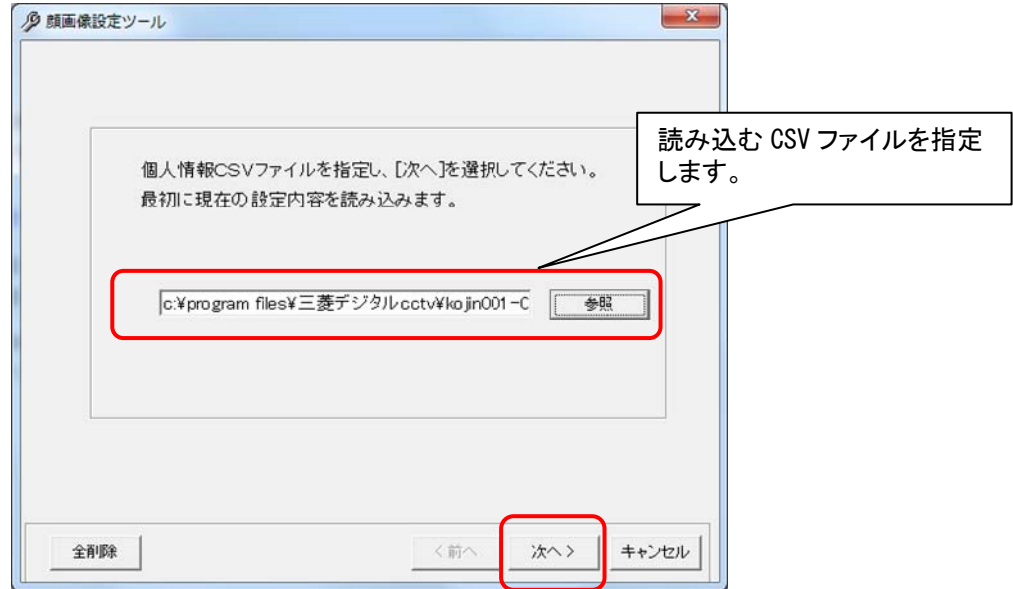 顔画像設定ツール
読み込む CSV ファイルを指定
します。
個人情報CSVファイルを指定し、[次へ]を選択してください。
最初に現在の設定内容を読み込みます。
c:¥program files¥三菱デジタルcctv¥kojin001-C
参照
全削除
<前へ
次へ>
キャンセル